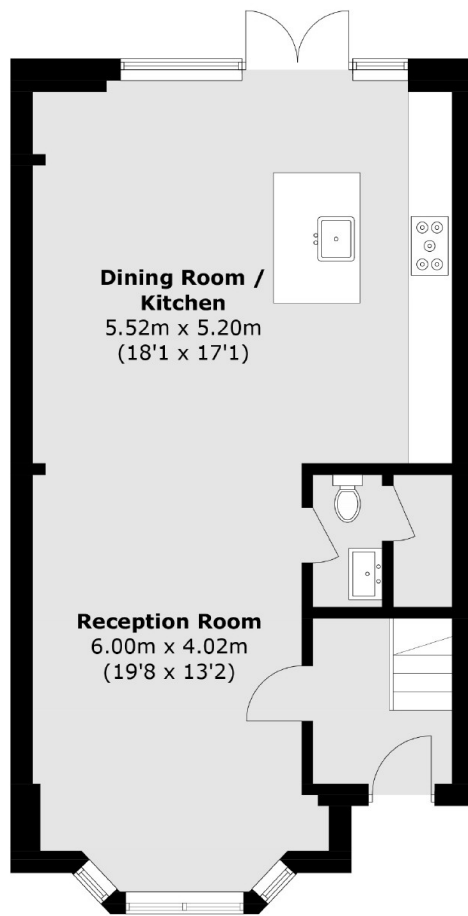 Dining Room /
Kitchen
5.52m x 5.20m
(18'1 x 17'1)
Reception Room
6.00m x 4.02m
(19'8 x 13'2)